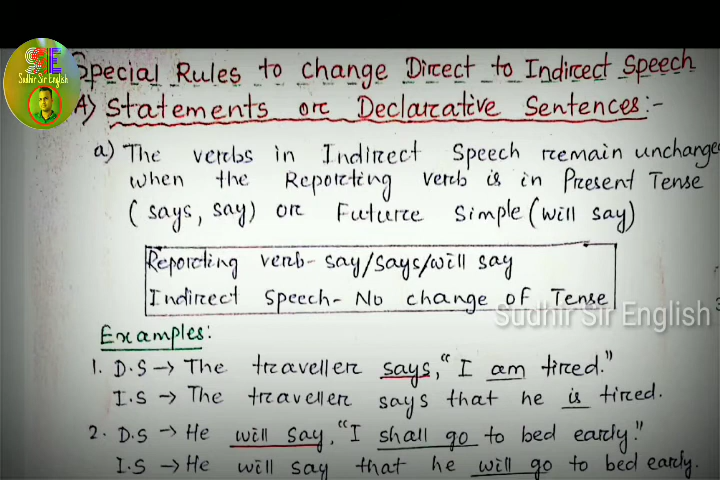 SE
Sudhir Sir English
Special Rules to change Direct to Indirect Speech
A) Statements or Declarative Sentences:-
a) The verbs in Indirect Speech remain unchange
when the Reporting verb is in Present Tense
(says, say) or Future Simple (will say)
Reporting verb- say/says/will say
Indirect Speech- No change of Tense
Sudhir Sir English
Examples:
1. D.S → The traveller says, "I am tired."
I.S → The traveller says that he is tired.
2. D.S → He will say, "I shall go to bed early."
I.S → He will say that he will go to bed early.